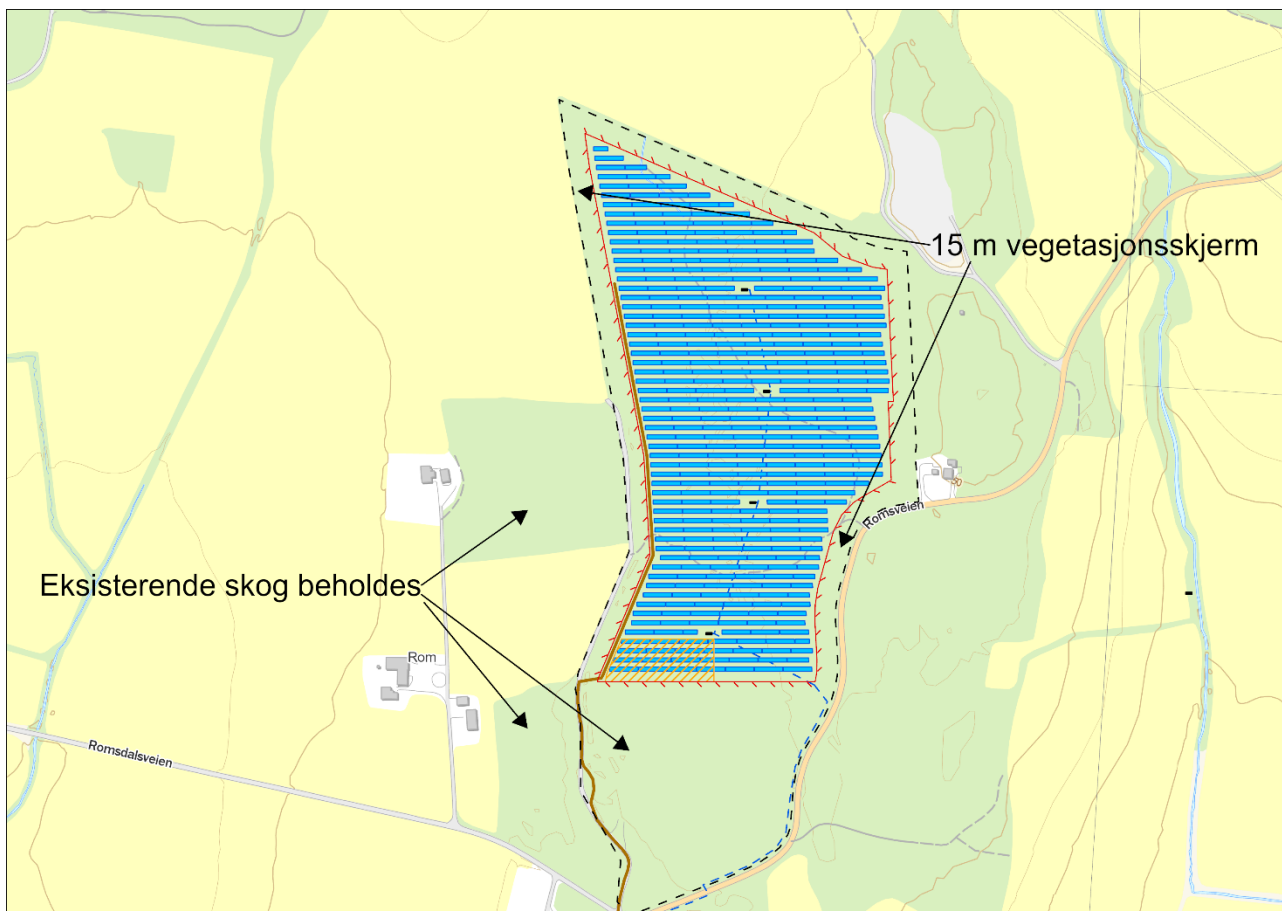 15 m vegetasjonsskjerm
Romsveien
Eksisterende skog beholdes
Rom
Romsdalsveien